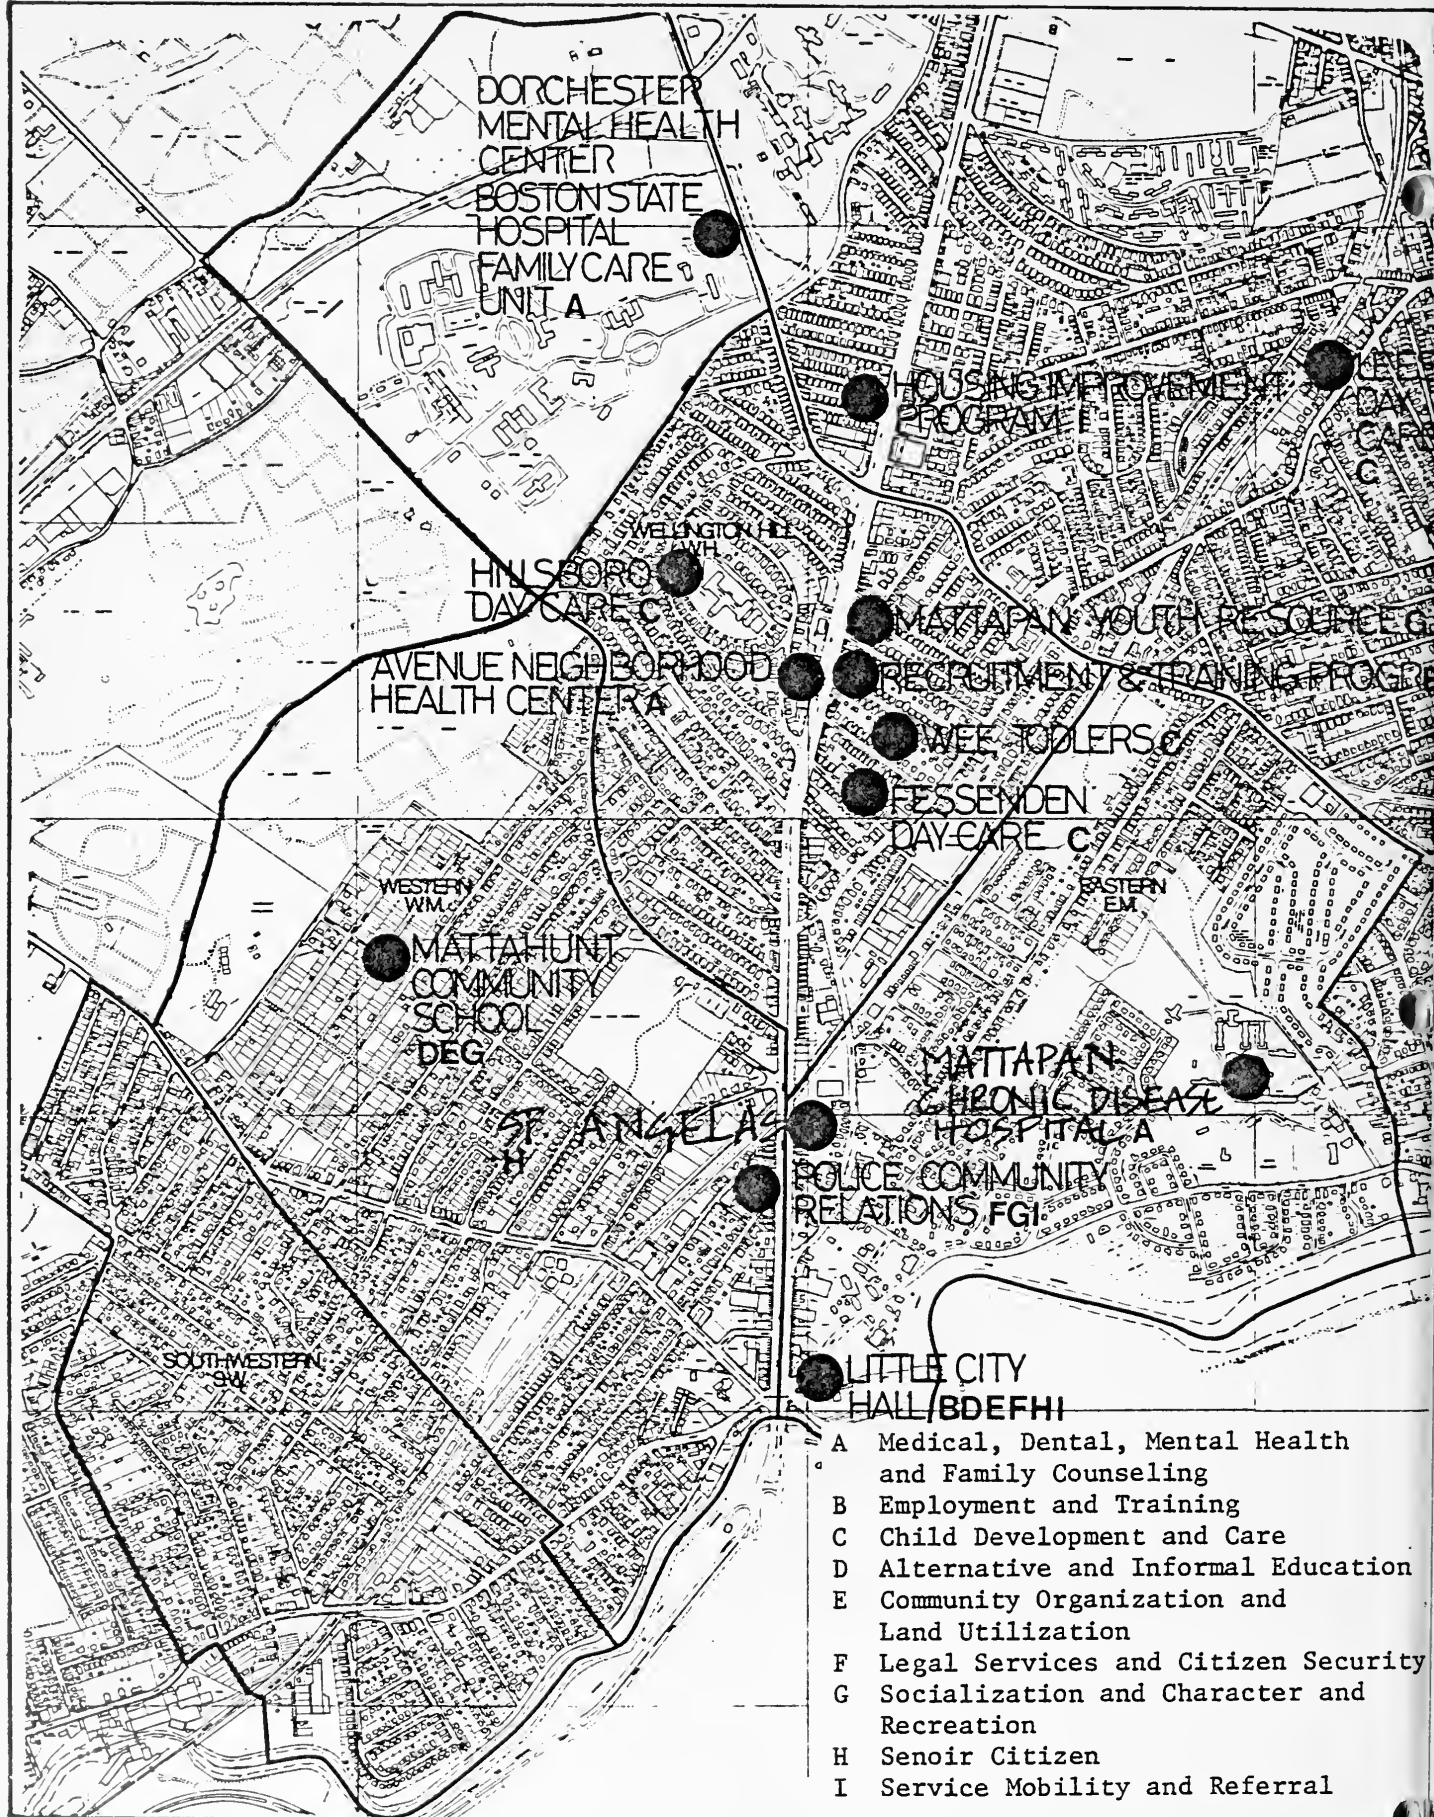 DORCHESTER
MENTAL HEALTH
CENTER
BOSTON STATE
HOSPITAL
FAMILY CARE
UNIT A
HOUSING IMPROVEMENT
PROGRAM I
LEE
DAY
CARE
C
WELLINGTON HILL
W.H.
HILLSBORO
DAY CARE C
MATTAPAN YOUTH RESOURCE G
AVENUE NEIGHBORHOOD
HEALTH CENTER A
RECRUITMENT & TRAINING PROG
WEE TODLERS C
FESSENDEN
DAY CARE C
WESTERN
W.M.
EASTERN
E.M.
MATTAHUNT
COMMUNITY
SCHOOL
DEG
MATTAPAN
CHRONIC DISEASE
HOSPITAL A
ST. ANGELAS
H
POLICE COMMUNITY
RELATIONS FGI
SOUTHWESTERN
S.W.
LITTLE CITY
HALL BDEFHI
A Medical, Dental, Mental Health
and Family Counseling
B Employment and Training
C Child Development and Care
D Alternative and Informal Education
E Community Organization and
Land Utilization
F Legal Services and Citizen Security
G Socialization and Character and
Recreation
H Senoir Citizen
I Service Mobility and Referral